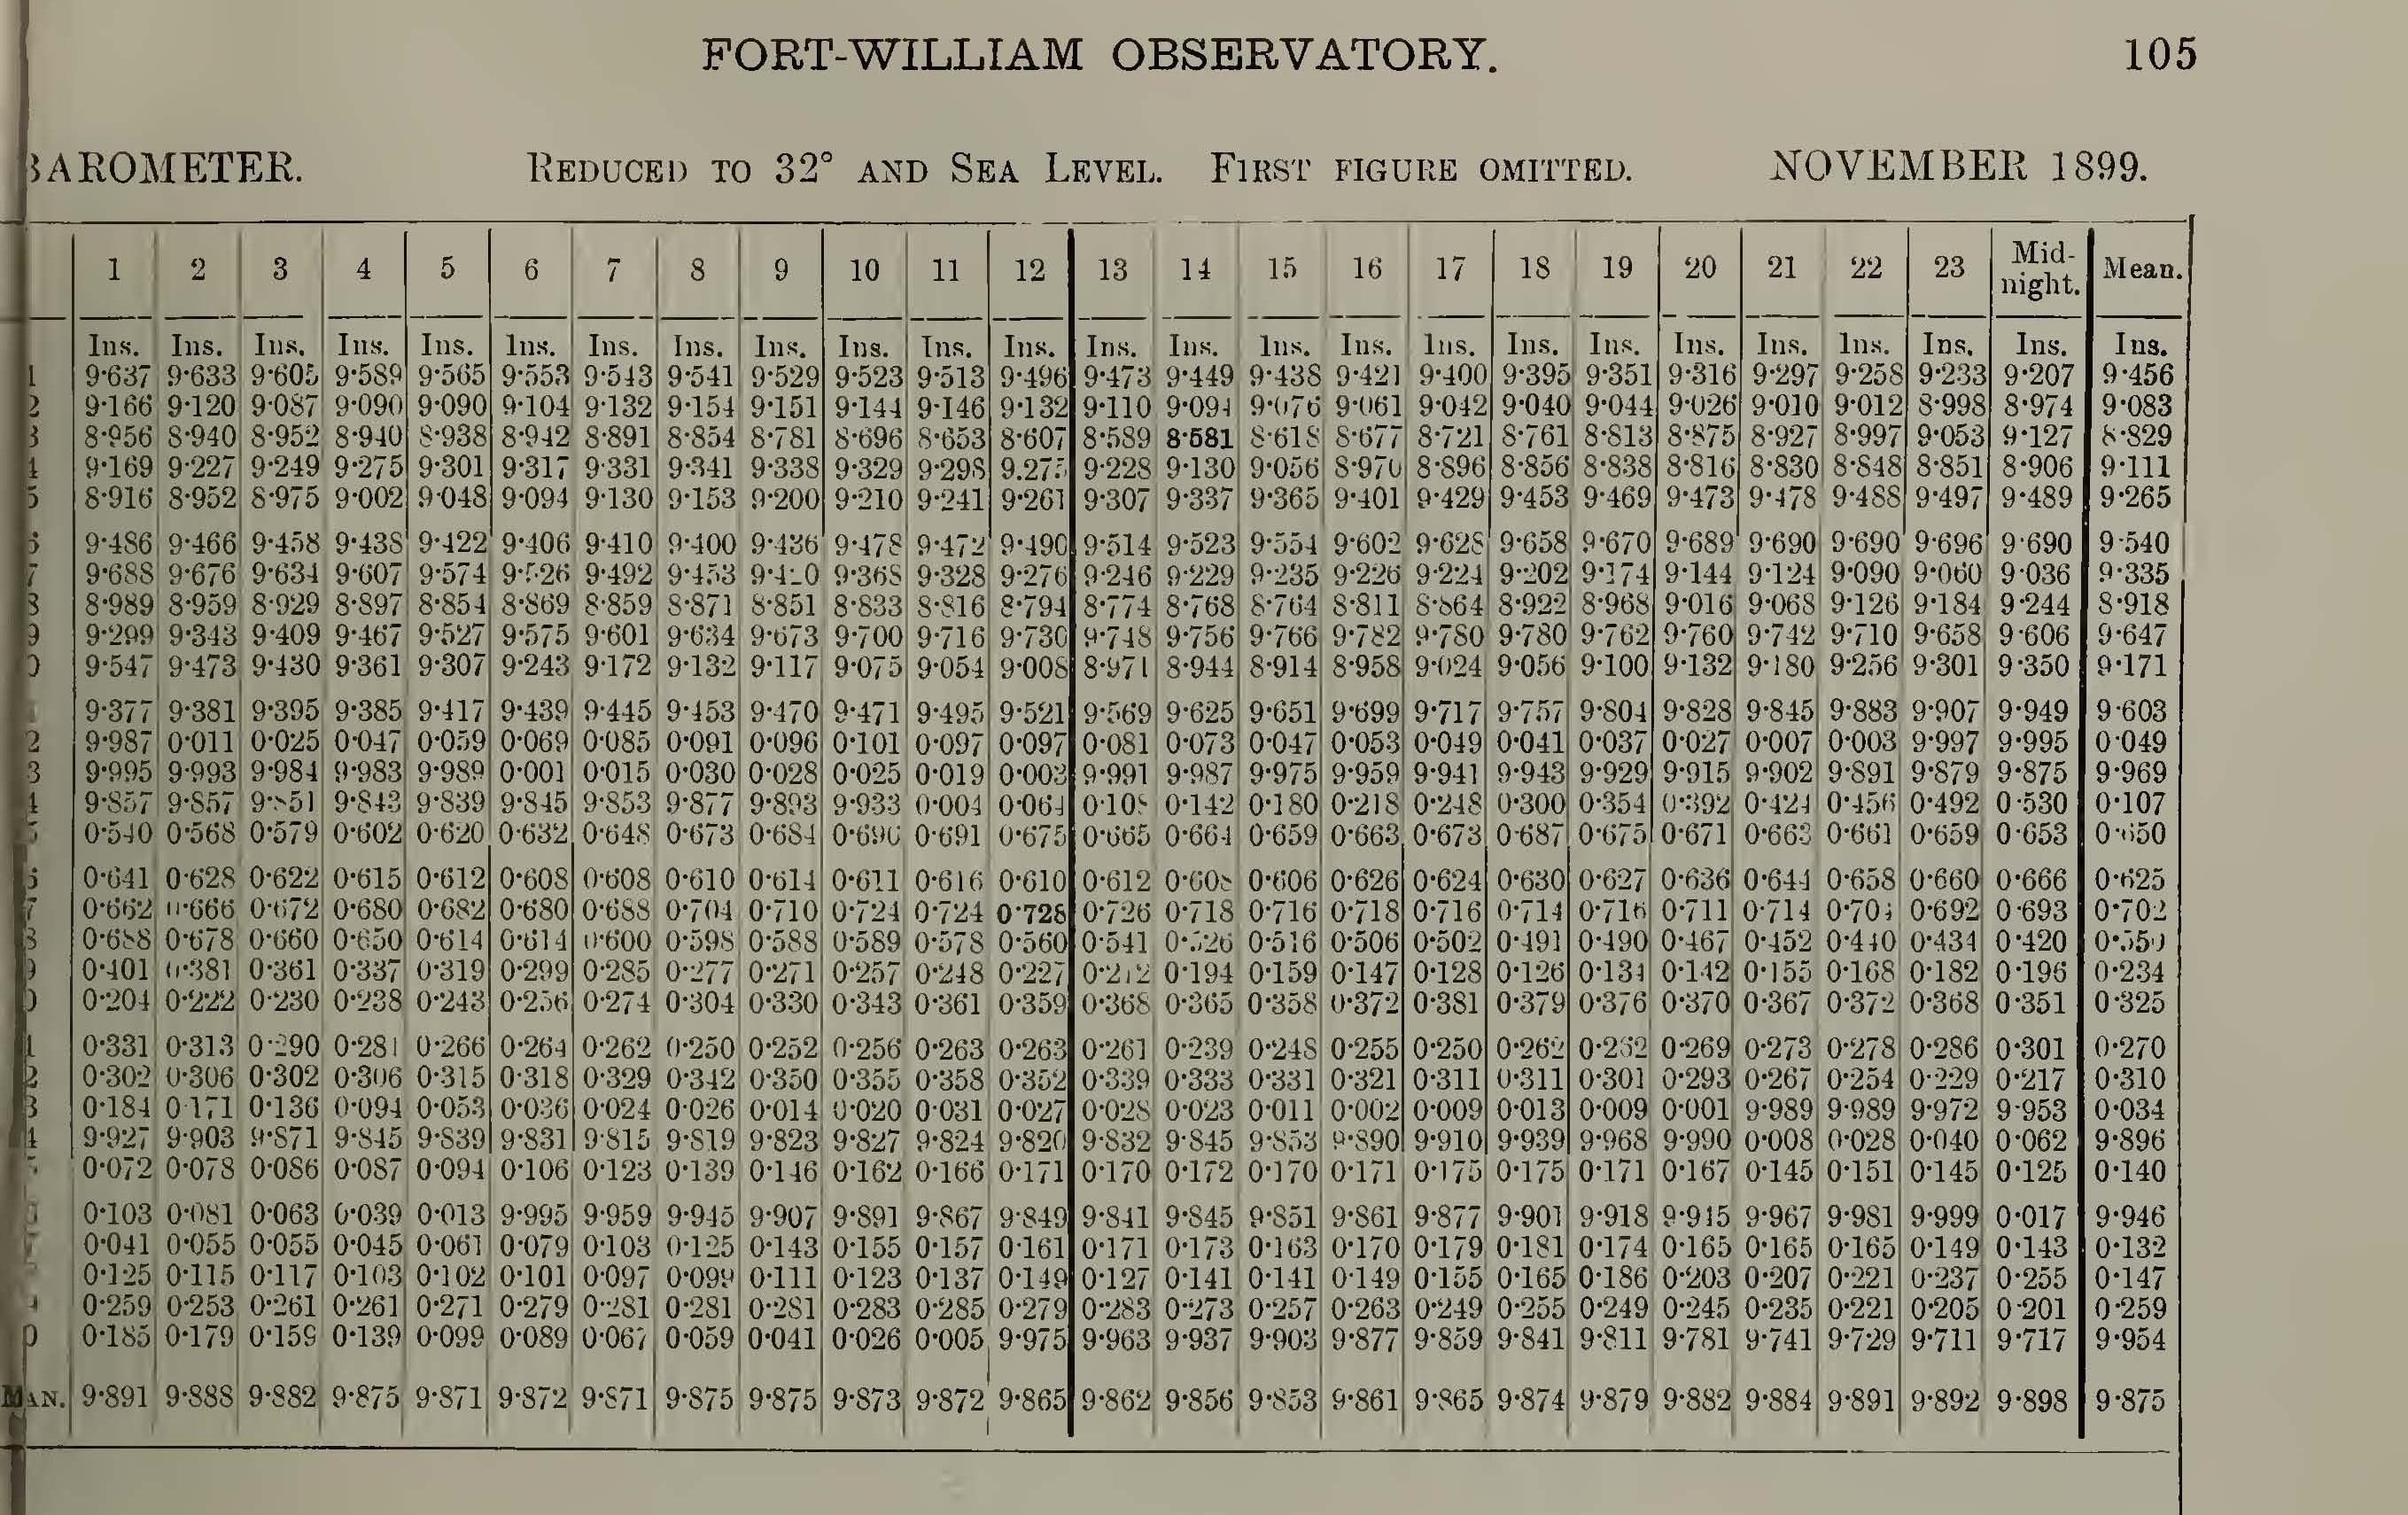 FORT-WILLIAM OBSERVATORY. 105
BAROMETER. REDUCED TO 32° AND SEA LEVEL. FIRST FIGURE OMITTED. NOVEMBER 1899.
1 2 3 4 5 6 7 8 9 10 11 12 13 14 15 16 17 18 19 20 21 22 23 Mid-night. Mean.
Ins. Ins. Ins. Ins. Ins. Ins. Ins. Ins. Ins. Ins. Ins. Ins. Ins. Ins. Ins. Ins. Ins. Ins. Ins. Ins. Ins. Ins. Ins. Ins. Ins.
1 9·637 9·633 9·605 9·589 9·565 9·553 9·543 9·541 9·529 9·523 9·513 9·496 9·473 9·449 9·438 9·421 9·400 9·395 9·351 9·316 9·297 9·258 9·233 9·207 9·456
2 9·166 9·120 9·087 9·090 9·090 9·104 9·132 9·154 9·151 9·144 9·146 9·132 9·110 9·094 9·076 9·061 9·042 9·040 9·044 9·026 9·010 9·012 8·998 8·974 9·083
3 8·956 8·940 8·952 8·940 8·938 8·942 8·891 8·854 8·781 8·696 8·653 8·607 8·589 8·581 8·618 8·677 8·721 8·761 8·813 8·875 8·927 8·997 9·053 9·127 8·829
4 9·169 9·227 9·249 9·275 9·301 9·317 9·331 9·341 9·338 9·329 9·298 9.275 9·228 9·130 9·056 8·970 8·896 8·856 8·838 8·816 8·830 8·848 8·851 8·906 9·111
5 8·916 8·952 8·975 9·002 9·048 9·094 9·130 9·153 9·200 9·210 9·241 9·261 9·307 9·337 9·365 9·401 9·429 9·453 9·469 9·473 9·478 9·488 9·497 9·489 9·265
6 9·486 9·466 9·458 9·438 9·422 9·406 9·410 9·400 9·436 9·478 9·472 9·490 9·514 9·523 9·554 9·602 9·628 9·658 9·670 9·689 9·690 9·690 9·696 9·690 9·540
7 9·688 9·676 9·634 9·607 9·574 9·526 9·492 9·453 9·368 9·328 9·276 9·246 9·229 9·235 9·226 9·224 9·202 9·174 9·144 9·124 9·090 9·060 9·036 9·335
8 8·989 8·959 8·929 8·897 8·854 8·869 8·859 8·871 8·851 8·833 8·816 8·794 8·774 8·768 8·764 8·811 8·864 8·922 8·968 9·016 9·068 9·126 9·184 9·244 8·918
9 9·299 9·343 9·409 9·467 9·527 9·575 9·601 9·634 9·673 9·700 9·716 9·730 9·748 9·756 9·766 9·782 9·780 9·780 9·762 9·760 9·742 9·710 9·658 9·606 9·647
0 9·547 9·473 9·430 9·361 9·307 9·243 9·172 9·132 9·117 9·075 9·054 9·008 8·971 8·944 8·914 8·958 9·024 9·056 9·100 9·132 9·180 9·256 9·301 9·350 9·171
9·377 9·381 9·395 9·385 9·417 9·439 9·445 9·453 9·470 9·471 9·495 9·521 9·569 9·625 9·651 9·699 9·717 9·757 9·804 9·828 9·845 9·883 9·907 9·949 9·603
2 9·987 0·011 0·025 0·047 0·059 0·069 0·085 0·091 0·096 0·101 0·097 0·097 0·081 0·073 0·047 0·053 0·049 0·041 0·037 0·027 0·007 0·003 9·997 9·995 0·049
3 9·995 9·993 9·984 9·983 9·989 0·001 0·015 0·030 0·028 0·025 0·019 0·003 9·991 9·987 9·975 9·959 9·941 9·943 9·929 9·915 9·902 9·891 9·879 9·875 9·969
4 9·857 9·857 9·851 9·843 9·839 9·845 9·853 9·877 9·893 9·933 0·004 0·064 0·108 0·142 0·180 0·218 0·248 0·300 0·354 0·392 0·424 0·456 0·492 0·530 0·107
5 0·540 0·568 0·579 0·602 0·620 0·632 0·648 0·673 0·684 0·690 0·691 0·675 0·665 0·664 0·659 0·663 0·673 0·687 0·675 0·671 0·663 0·661 0·659 0·653 0·650
6 0·641 0·628 0·622 0·615 0·612 0·608 0·608 0·610 0·614 0·611 0·616 0·610 0·612 0·608 0·606 0·626 0·624 0·630 0·627 0·636 0·644 0·658 0·660 0·666 0·625
7 0·662 0·666 0·672 0·680 0·682 0·680 0·688 0·704 0·710 0·724 0·724 0·728 0·726 0·718 0·716 0·718 0·716 0·714 0·716 0·711 0·714 0·692 0·693 0·702
8 0·688 0·678 0·660 0·650 0·614 0·614 0·600 0·598 0·588 0·589 0·578 0·560 0·541 0·526 0·516 0·506 0·502 0·491 0·490 0·467 0·452 0·440 0·434 0·420 0·550
9 0·401 0·381 0·361 0·337 0·319 0·299 0·285 0·277 0·271 0·257 0·248 0·227 0·212 0·194 0·159 0·147 0·128 0·126 0·134 0·142 0·155 0·168 0·182 0·196 0·234
0 0·204 0·222 0·230 0·238 0·243 0·256 0·274 0·304 0·330 0·343 0·361 0·359 0·368 0·365 0·358 0·372 0·381 0·379 0·376 0·370 0·367 0·372 0·368 0·351 0·325
1 0·331 0·313 0·290 0·281 0·266 0·264 0·262 0·250 0·252 0·256 0·263 0·263 0·261 0·239 0·248 0·255 0·250 0·262 0·262 0·269 0·273 0·278 0·286 0·301 0·270
2 0·302 0·306 0·302 0·306 0·315 0·318 0·329 0·342 0·350 0·355 0·358 0·352 0·339 0·333 0·331 0·321 0·311 0·311 0·301 0·293 0·267 0·254 0·229 0·217 0·310
3 0·184 0·171 0·136 0·094 0·053 0·036 0·024 0·026 0·014 0·020 0·031 0·027 0·028 0·023 0·011 0·002 0·009 0·013 0·009 0·001 9·989 9·989 9·972 9·953 0·034
4 9·927 9·903 9·871 9·845 9·839 9·831 9·815 9·819 9·823 9·827 9·824 9·820 9·832 9·845 9·853 9·890 9·910 9·939 9·968 9·990 0·008 0·028 0·040 0·062 9·896
0·072 0·078 0·086 0·087 0·094 0·106 0·123 0·139 0·146 0·162 0·166 0·171 0·170 0·172 0·170 0·171 0·175 0·175 0·171 0·167 0·145 0·151 0·145 0·125 0·140
0·103 0·081 0·063 0·039 0·013 9·995 9·959 9·945 9·907 9·891 9·867 9·849 9·841 9·845 9·851 9·861 9·877 9·901 9·918 9·945 9·967 9·981 9·999 0·017 9·946
0·041 0·055 0·055 0·045 0·061 0·079 0·103 0·125 0·143 0·155 0·157 0·161 0·171 0·173 0·163 0·170 0·179 0·181 0·174 0·165 0·165 0·165 0·149 0·143 0·132
0·125 0·115 0·117 0·103 0·102 0·101 0·097 0·099 0·111 0·123 0·137 0·149 0·127 0·141 0·141 0·149 0·155 0·165 0·186 0·203 0·207 0·221 0·237 0·255 0·147
0·259 0·253 0·261 0·261 0·271 0·279 0·281 0·281 0·281 0·283 0·285 0·279 0·283 0·273 0·257 0·263 0·249 0·255 0·249 0·245 0·235 0·221 0·205 0·201 0·259
0 0·185 0·179 0·159 0·139 0·099 0·089 0·067 0·059 0·041 0·026 0·005 9·975 9·963 9·937 9·903 9·877 9·859 9·841 9·811 9·781 9·741 9·729 9·711 9·717 9·954
9·891 9·888 9·882 9·875 9·871 9·872 9·871 9·875 9·875 9·873 9·872 9·865 9·862 9·856 9·853 9·861 9·865 9·874 9·879 9·882 9·884 9·891 9·892 9·898 9·875